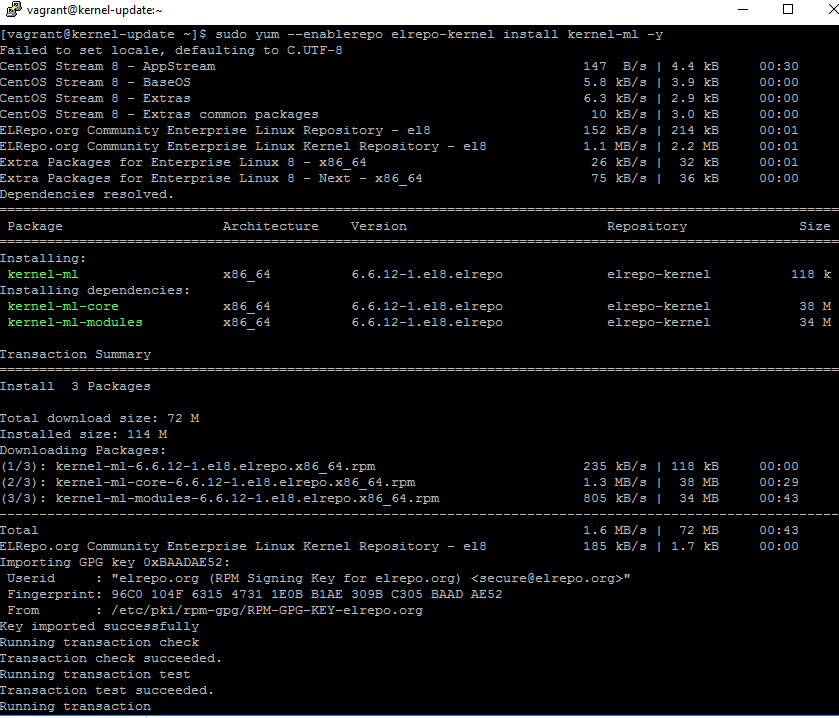 vagrant@kernel-update:~
[vagrant@kernel-update ~]$ sudo yum --enablerepo elrepo-kernel install kernel-ml -y
Failed to set locale, defaulting to C.UTF-8
CentOS Stream 8 - AppStream 147 B/s | 4.4 kB 00:30
CentOS Stream 8 - BaseOS 5.8 kB/s | 3.9 kB 00:00
CentOS Stream 8 - Extras 6.3 kB/s | 2.9 kB 00:00
CentOS Stream 8 - Extras common packages 10 kB/s | 3.0 kB 00:00
ELRepo.org Community Enterprise Linux Repository - el8 152 kB/s | 214 kB 00:01
ELRepo.org Community Enterprise Linux Kernel Repository - el8 1.1 MB/s | 2.2 MB 00:01
Extra Packages for Enterprise Linux 8 - x86_64 26 kB/s | 32 kB 00:01
Extra Packages for Enterprise Linux 8 - Next - x86_64 75 kB/s | 36 kB 00:00
Dependencies resolved.
Package Architecture Version Repository Size
Installing:
kernel-ml x86_64 6.6.12-1.el8.elrepo elrepo-kernel 118 k
Installing dependencies:
kernel-ml-core x86_64 6.6.12-1.el8.elrepo elrepo-kernel 38 M
kernel-ml-modules x86_64 6.6.12-1.el8.elrepo elrepo-kernel 34 M
Transaction Summary
Install 3 Packages
Total download size: 72 M
Installed size: 114 M
Downloading Packages:
(1/3): kernel-ml-6.6.12-1.el8.elrepo.x86_64.rpm 235 kB/s | 118 kB 00:00
(2/3): kernel-ml-core-6.6.12-1.el8.elrepo.x86_64.rpm 1.3 MB/s | 38 MB 00:29
(3/3): kernel-ml-modules-6.6.12-1.el8.elrepo.x86_64.rpm 805 kB/s | 34 MB 00:43
Total 1.6 MB/s | 72 MB 00:43
ELRepo.org Community Enterprise Linux Kernel Repository - el8 185 kB/s | 1.7 kB 00:00
Importing GPG key 0xBAADAE52:
Userid : "elrepo.org (RPM Signing Key for elrepo.org) <secure@elrepo.org>"
Fingerprint: 96C0 104F 6315 4731 1E0B B1AE 309B C305 BAAD AE52
From : /etc/pki/rpm-gpg/RPM-GPG-KEY-elrepo.org
Key imported successfully
Running transaction check
Transaction check succeeded.
Running transaction test
Transaction test succeeded.
Running transaction